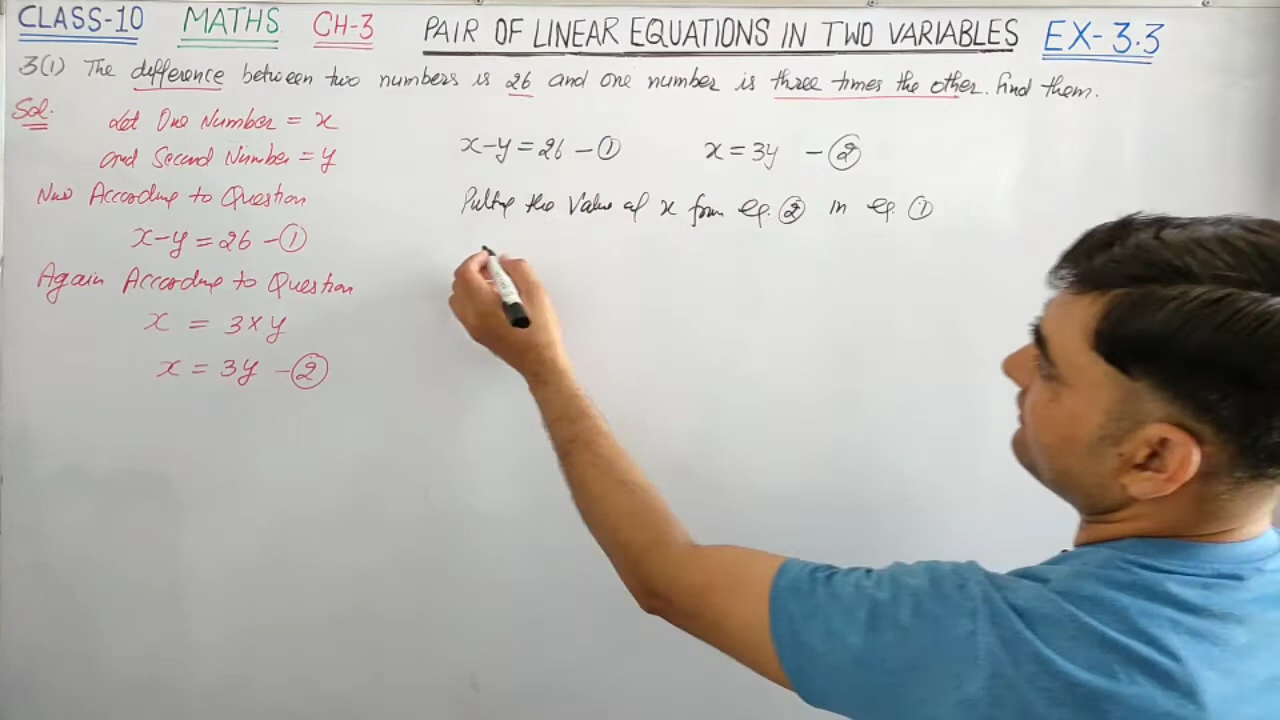 CLASS-10 MATHS CH-3 PAIR OF LINEAR EQUATIONS IN TWO VARIABLES EX-3.3
3(1) The difference between two numbers is 26 and one number is three times the other. Find them.
Sol.
Let One Number = x
and Second Number = y
Now According to Question
x-y = 26 -①
Again According to Question
x = 3×y
x = 3y -②
x-y = 26 -① x = 3y -②
Putting the Value of x from eq. ② in eq. ①